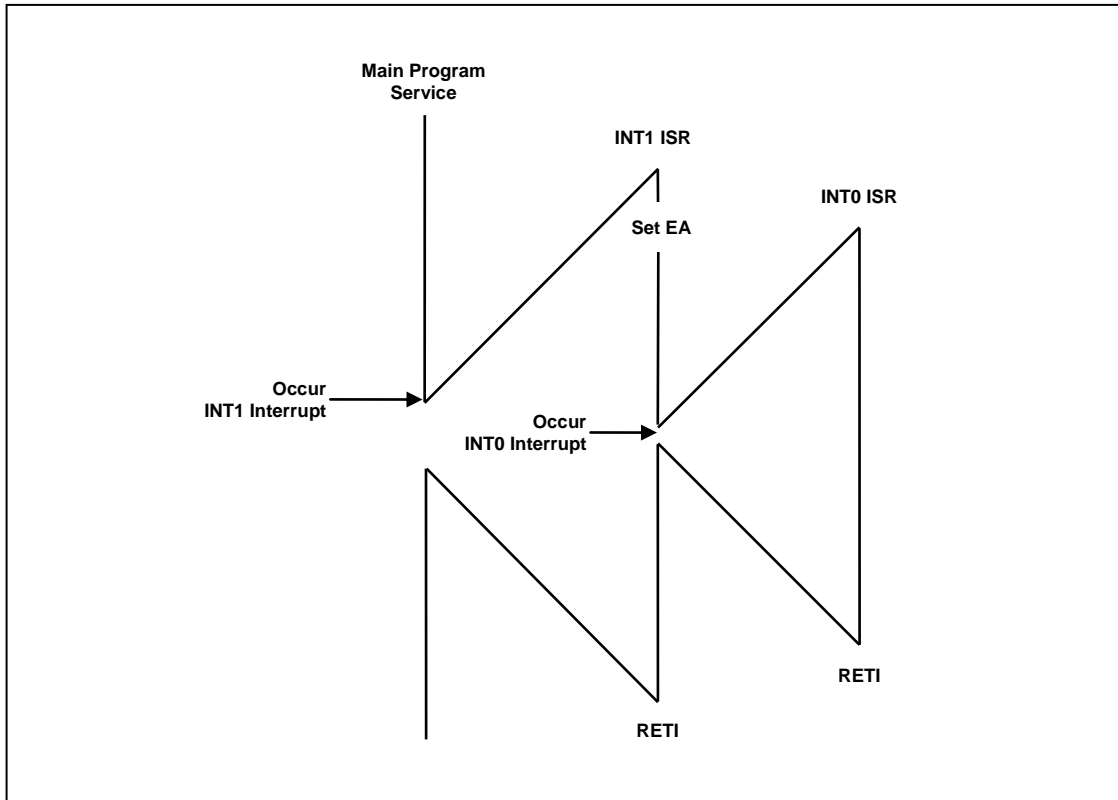 Main Program
Service
INT1 ISR
INT0 ISR
Set EA
Occur
INT1 Interrupt
Occur
INT0 Interrupt
RETI
RETI